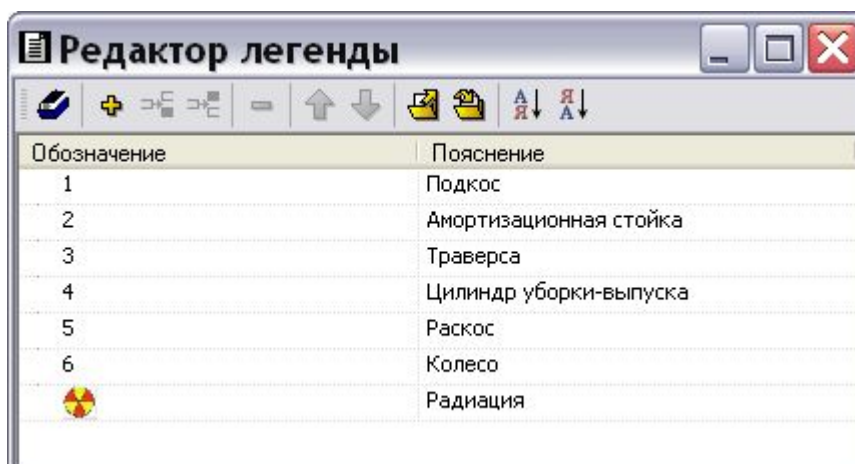 Редактор легенды
А Я Я А
Обозначение Пояснение
1 Подкос
2 Амортизационная стойка
3 Траверса
4 Цилиндр уборки-выпуска
5 Раскос
6 Колесо
Радиация